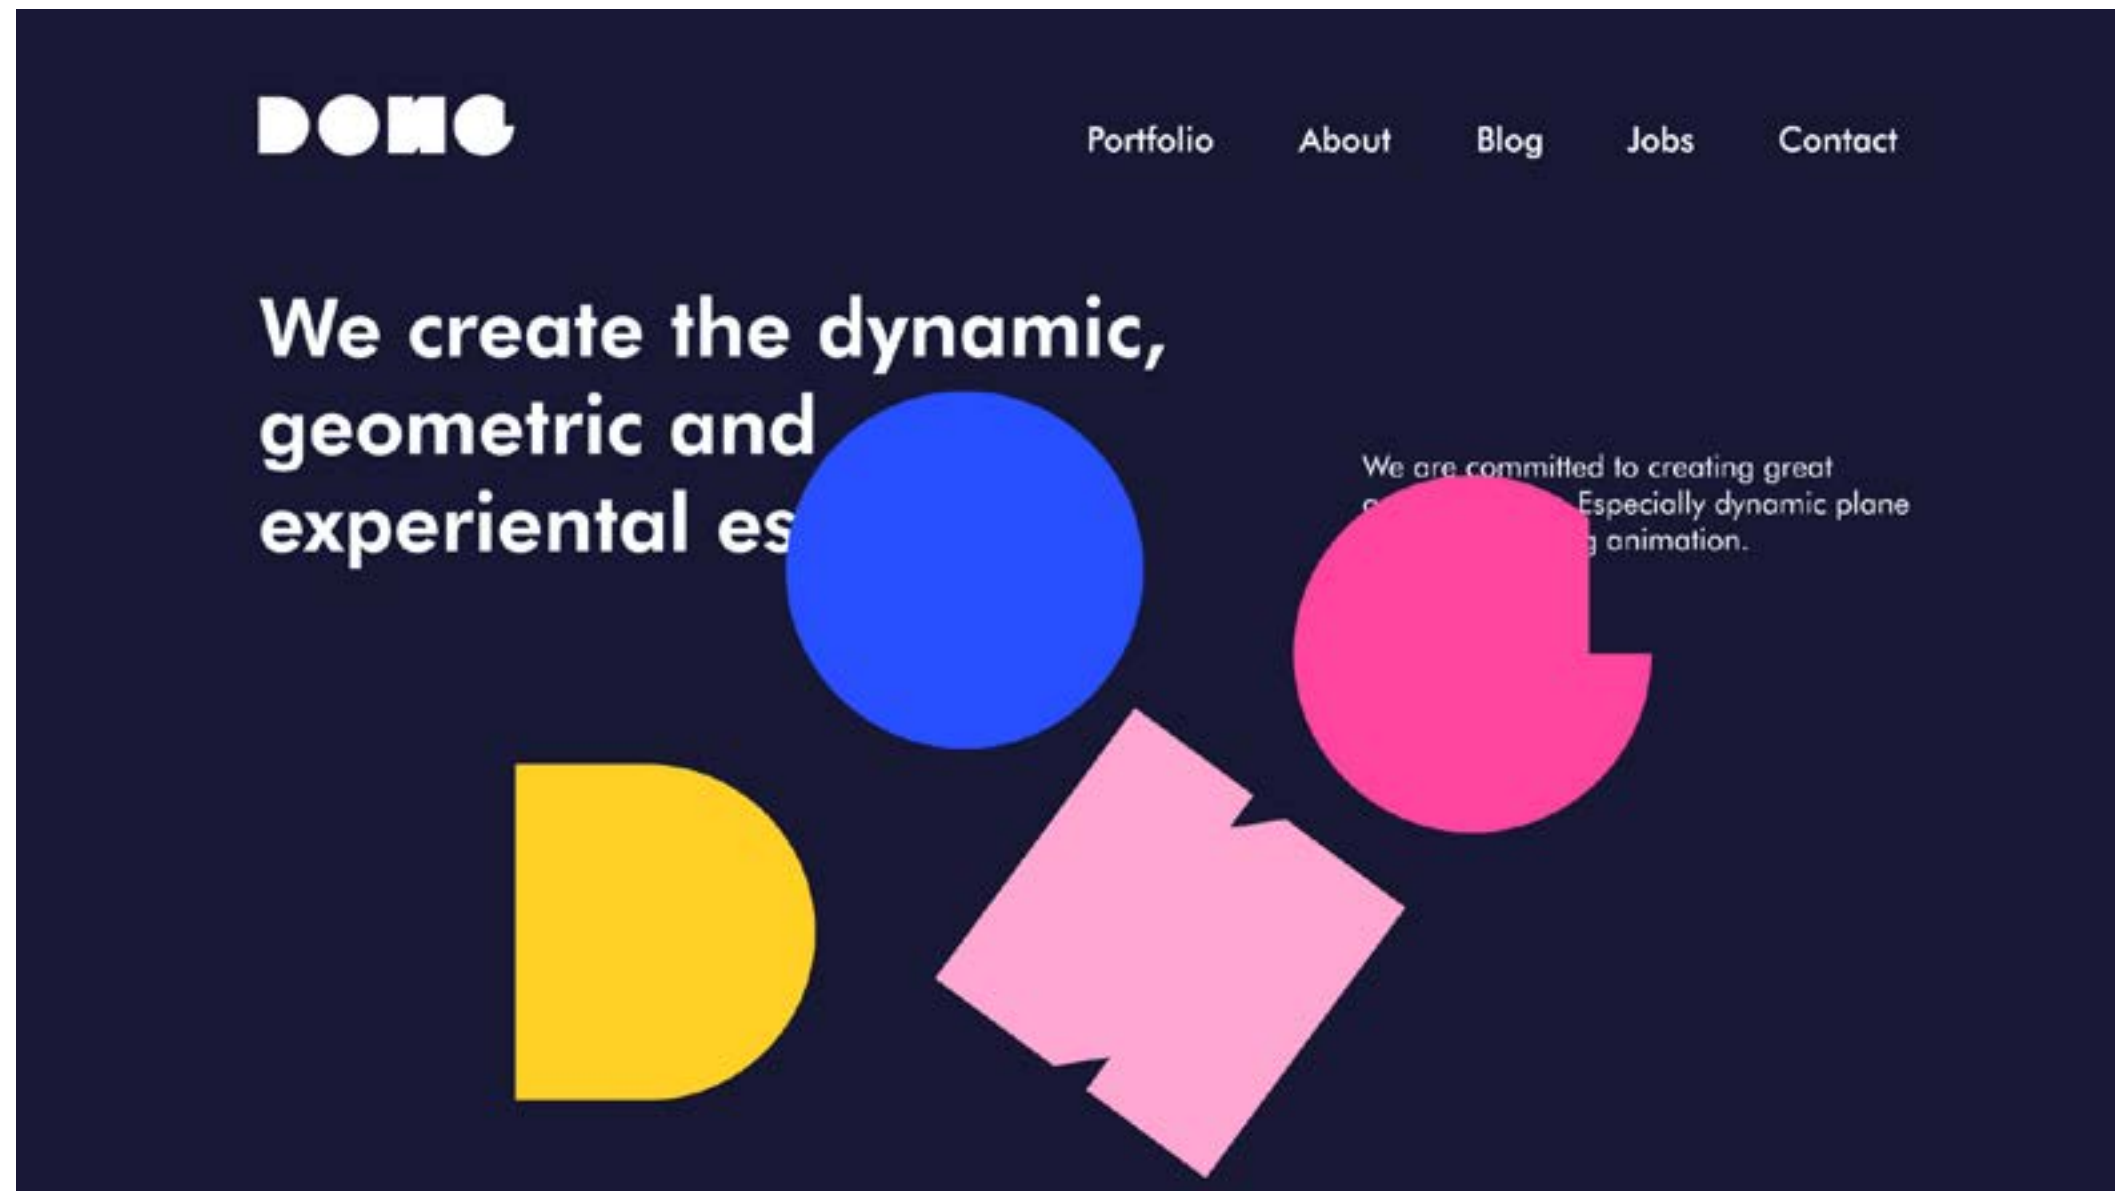 DONG
Portfolio About Blog Jobs Contact
We create the dynamic,
geometric and
experiental es
We are committed to creating great
Especially dynamic plane
animation.